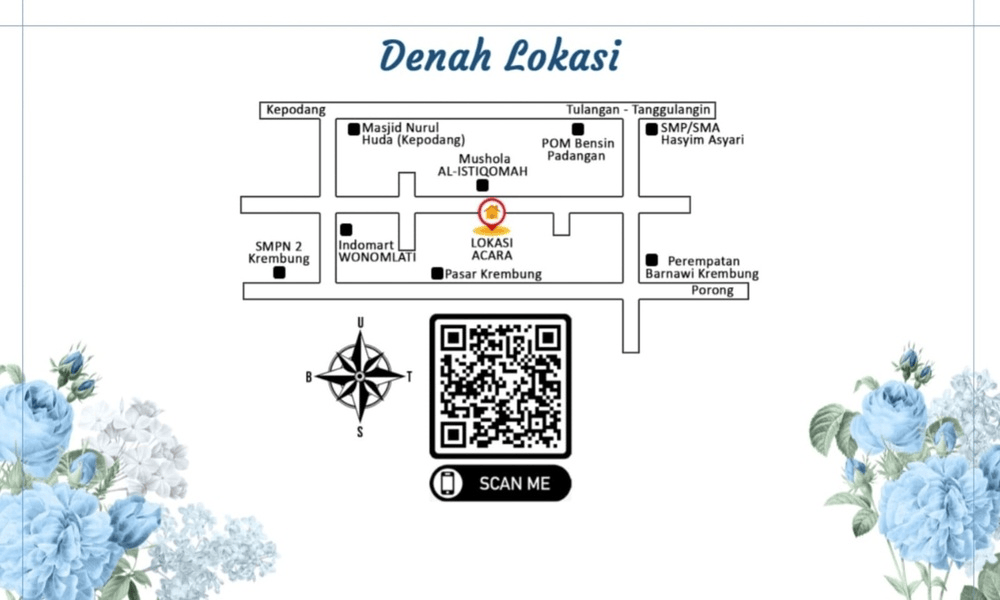 Denah Lokasi
Kepodang
Tulangan - Tanggulangin
Masjid Nurul
Huda (Kepodang)
POM Bensin
Padangan
SMP/SMA
Hasyim Asyari
Mushola
AL-ISTIQOMAH
LOKASI
ACARA
SMPN 2
Krembung
Indomart
WONOMLATI
Pasar Krembung
Perempatan
Barnawi Krembung
Porong
U
B
T
S
SCAN ME